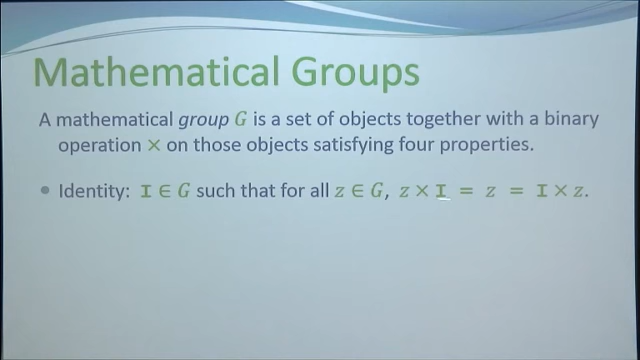 Mathematical Groups
A mathematical group G is a set of objects together with a binary
operation × on those objects satisfying four properties.
• Identity: I ∈ G such that for all z ∈ G, z × I = z = I × z.